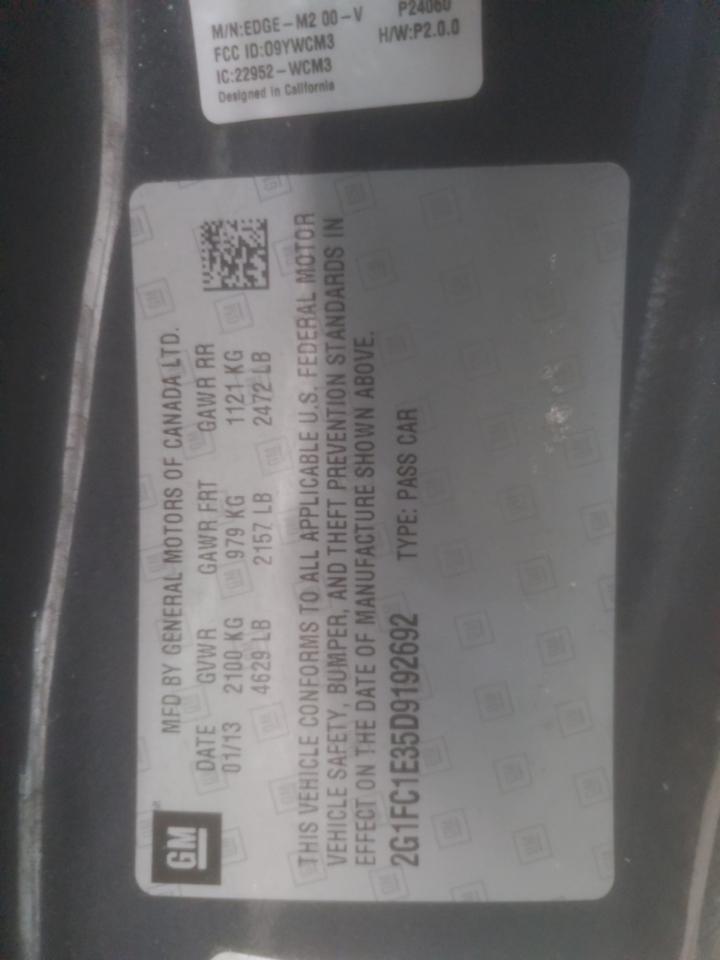 M/N:EDGE-M2 00-V P24060
FCC ID:O9YWCM3 H/W:P2.0.0
IC:22952-WCM3
Designed in California
GM
MFD BY GENERAL MOTORS OF CANADA LTD.
DATE GVWR GAWR FRT GAWR RR
01/13 2100 KG 979 KG 1121 KG
4629 LB 2157 LB 2472 LB
THIS VEHICLE CONFORMS TO ALL APPLICABLE U.S. FEDERAL MOTOR
VEHICLE SAFETY, BUMPER, AND THEFT PREVENTION STANDARDS IN
EFFECT ON THE DATE OF MANUFACTURE SHOWN ABOVE.
2G1FC1E35D9192692 TYPE: PASS CAR